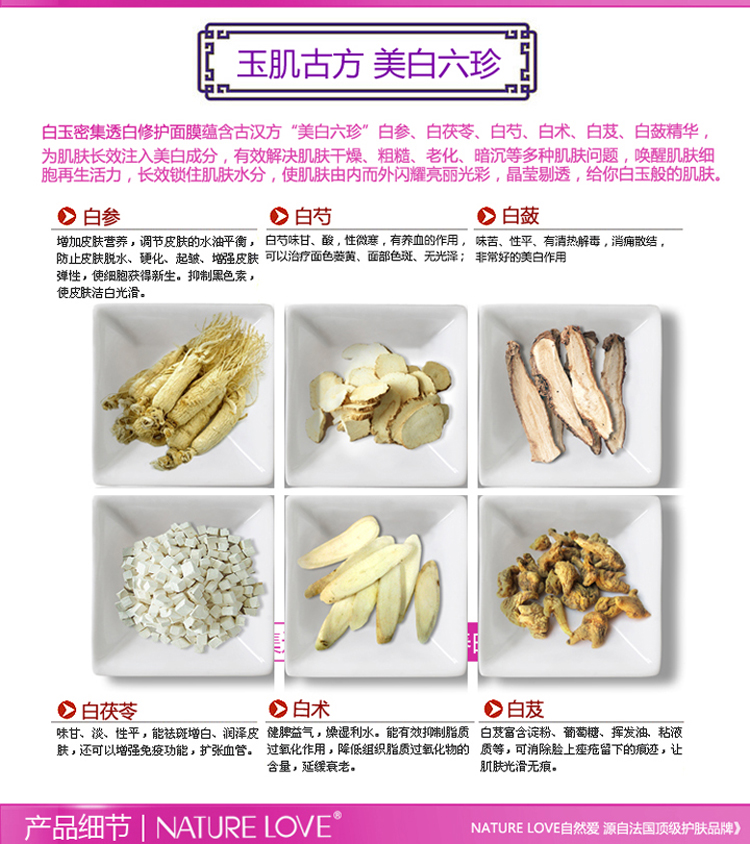 玉肌古方 美白六珍
白玉密集透白修护面膜蕴含古汉方“美白六珍”白参、白茯苓、白芍、白术、白芨、白蔹精华，
为肌肤长效注入美白成分，有效解决肌肤干燥、粗糙、老化、暗沉等多种肌肤问题，唤醒肌肤细
胞再生活力，长效锁住肌肤水分，使肌肤由内而外闪耀亮丽光彩，晶莹剔透，给你白玉般的肌肤。
白参
增加皮肤营养，调节皮肤的水油平衡，
防止皮肤脱水、硬化、起皱、增强皮肤
弹性，使细胞获得新生。抑制黑色素，
使皮肤洁白光滑。
白芍
白芍味甘、酸，性微寒，有养血的作用，
可以治疗面色萎黄、面部色斑、无光泽；
白蔹
味苦、性平、有清热解毒，消痈散结，
非常好的美白作用
白茯苓
味甘、淡、性平，能祛斑增白、润泽皮
肤，还可以增强免疫功能，扩张血管。
白术
健脾益气，燥湿利水。能有效抑制脂质
过氧化作用，降低组织脂质过氧化物的
含量，延缓衰老。
白芨
白芨富含淀粉、葡萄糖、挥发油、粘液
质等，可消除脸上痤疮留下的痕迹，让
肌肤光滑无痕。
产品细节 | NATURE LOVE®
NATURE LOVE自然爱 源自法国顶级护肤品牌》